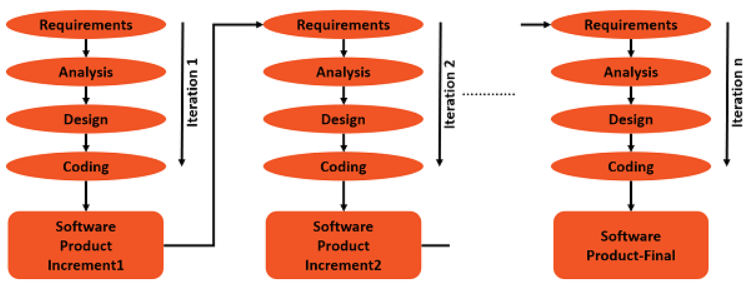 Requirements
Analysis
Design
Coding
Software
Product
Increment1
Iteration 1
Requirements
Analysis
Design
Coding
Software
Product
Increment2
Iteration 2
Requirements
Analysis
Design
Coding
Software
Product-Final
Iteration n